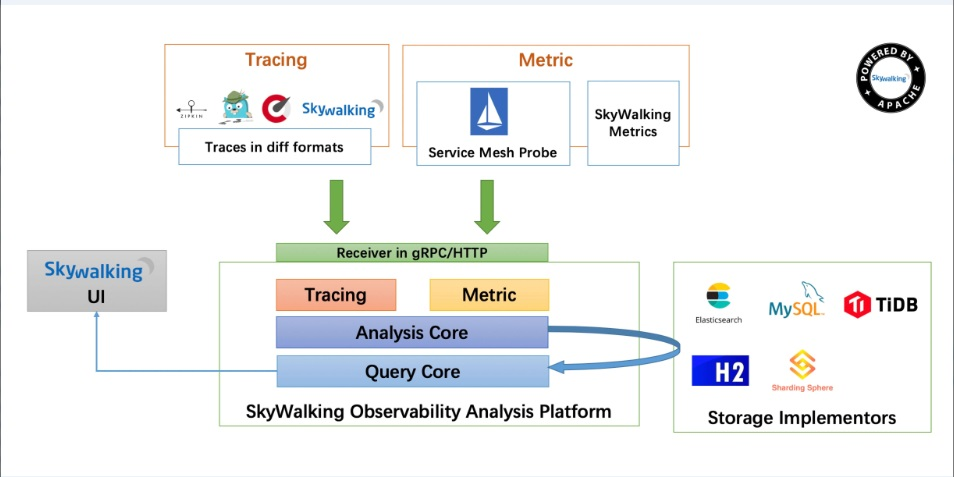 Tracing
ZIPKIN
Skywalking
Traces in diff formats
Metric
Service Mesh Probe
SkyWalking
Metrics
POWERED BY
Skywalking
APACHE
Receiver in gRPC/HTTP
Tracing
Metric
Analysis Core
Query Core
SkyWalking Observability Analysis Platform
Skywalking
UI
Elasticsearch
MySQL
TiDB
H2
Sharding Sphere
Storage Implementors